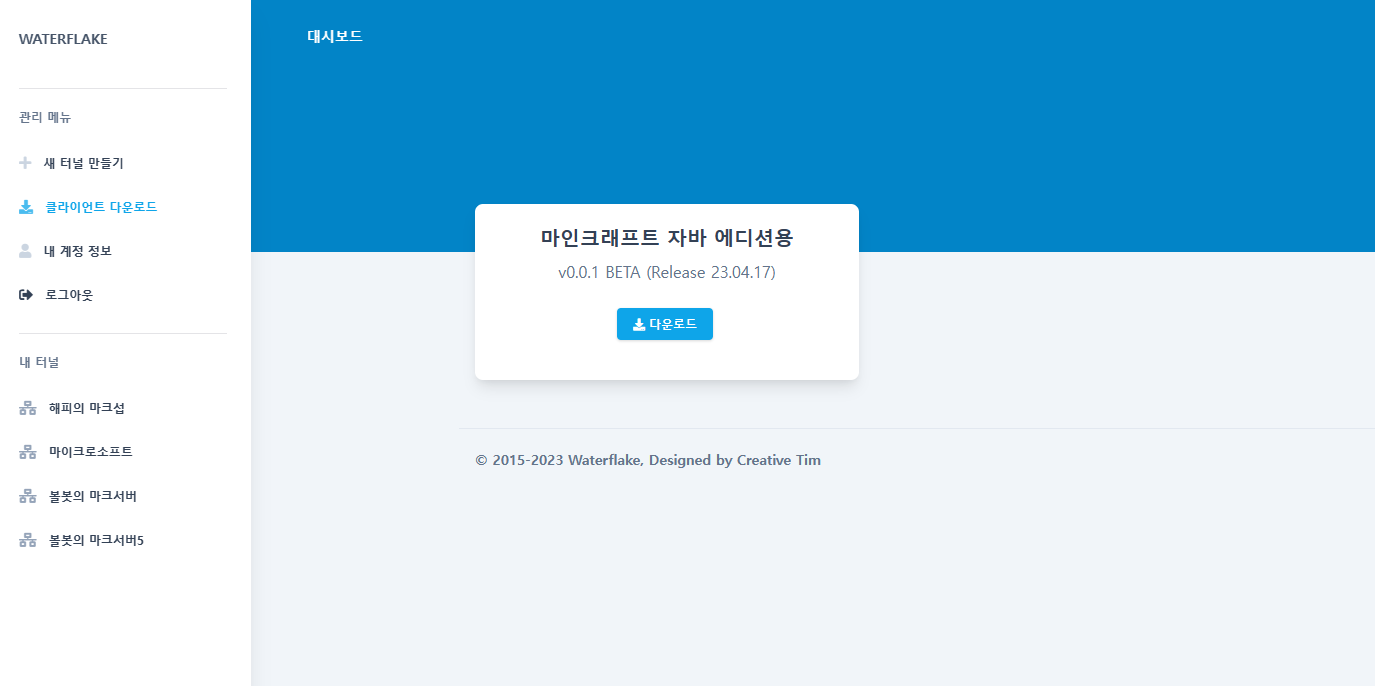 WATERFLAKE
관리 메뉴
새 터널 만들기
클라이언트 다운로드
내 계정 정보
로그아웃
내 터널
해피의 마크섭
마이크로소프트
볼봇의 마크서버
볼봇의 마크서버5
대시보드
마인크래프트 자바 에디션용
v0.0.1 BETA (Release 23.04.17)
다운로드
© 2015-2023 Waterflake, Designed by Creative Tim